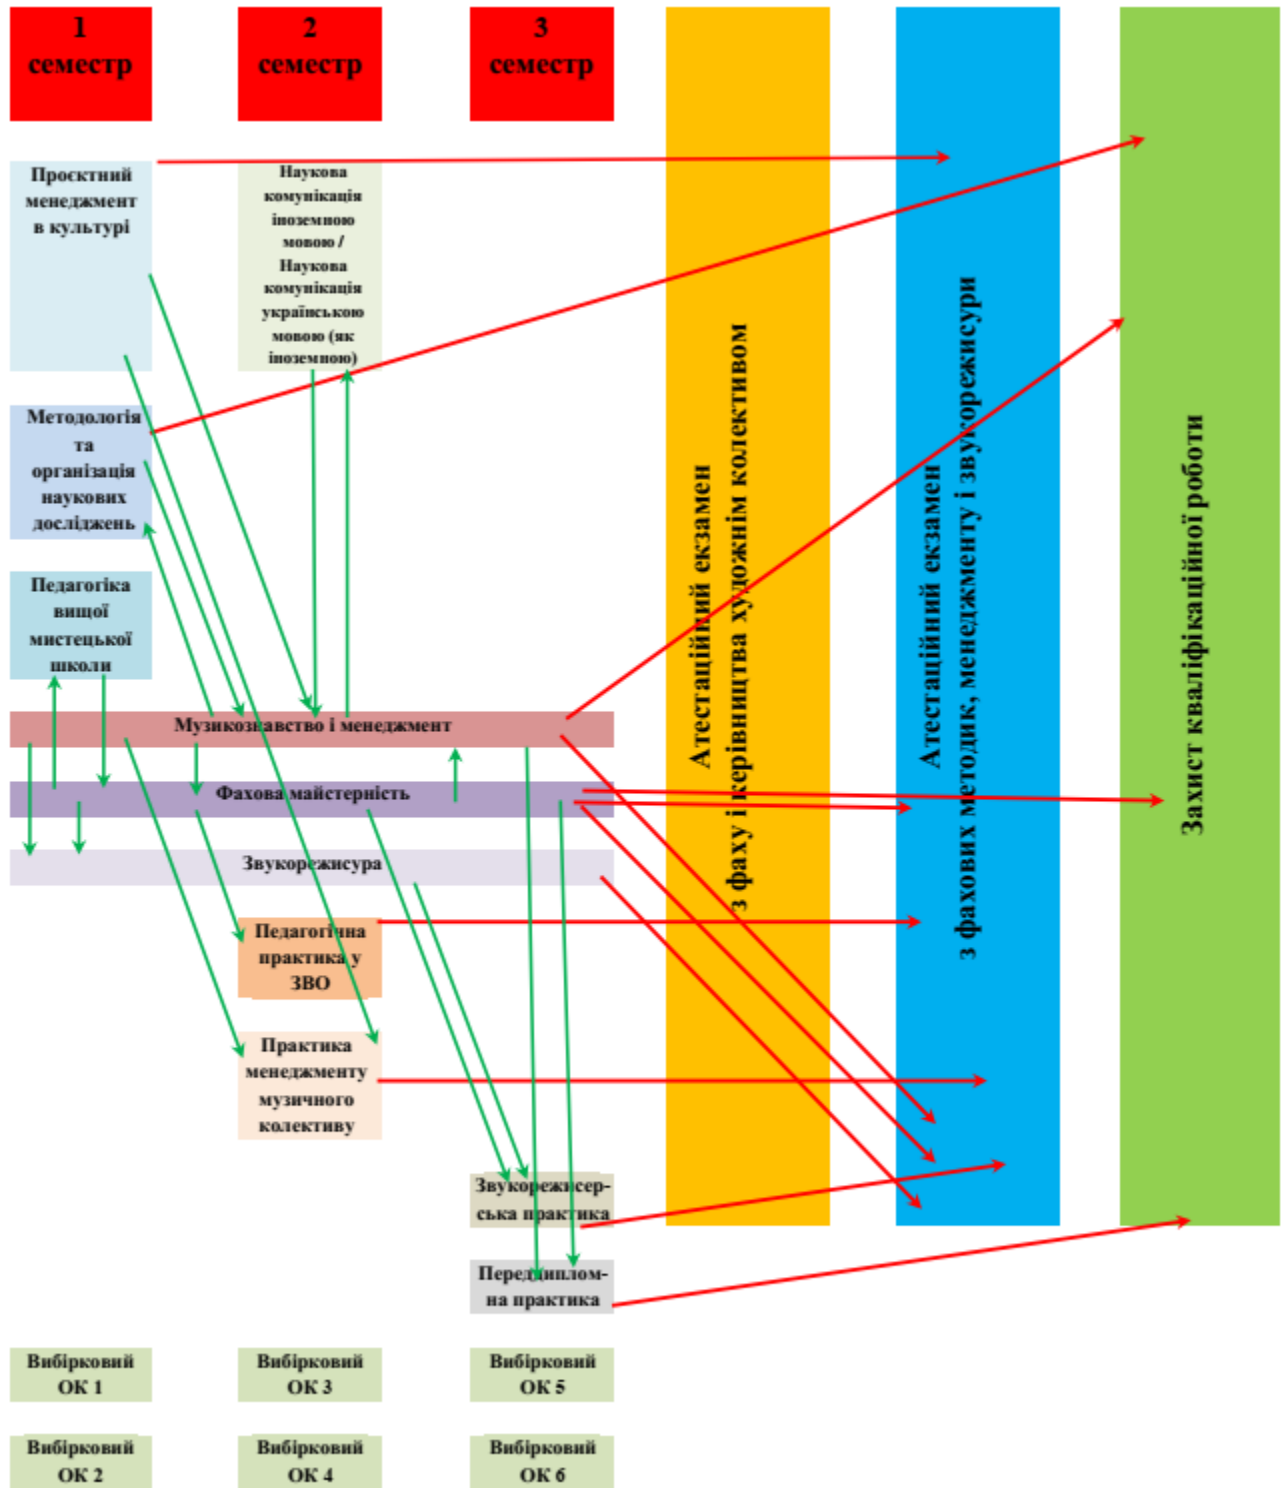 1
семестр
2
семестр
3
семестр
Проєктний
менеджмент
в культурі
Наукова
комунікація
іноземною
мовою /
Наукова
комунікація
українською
мовою (як
іноземною)
Методологія
та
організація
наукових
досліджень
Педагогіка
вищої
мистецької
школи
Музикознавство і менеджмент
Фахова майстерність
Звукорежисура
Педагогічна
практика у
ЗВО
Практика
менеджменту
музичного
колективу
Звукорежисер-
ська практика
Переддиплом-
на практика
Вибірковий
ОК 1
Вибірковий
ОК 3
Вибірковий
ОК 5
Вибірковий
ОК 2
Вибірковий
ОК 4
Вибірковий
ОК 6
Атестаційний екзамен
з фаху і керівництва художнім колективом
Атестаційний екзамен
з фахових методик, менеджменту і звукорежисури
Захист кваліфікаційної роботи